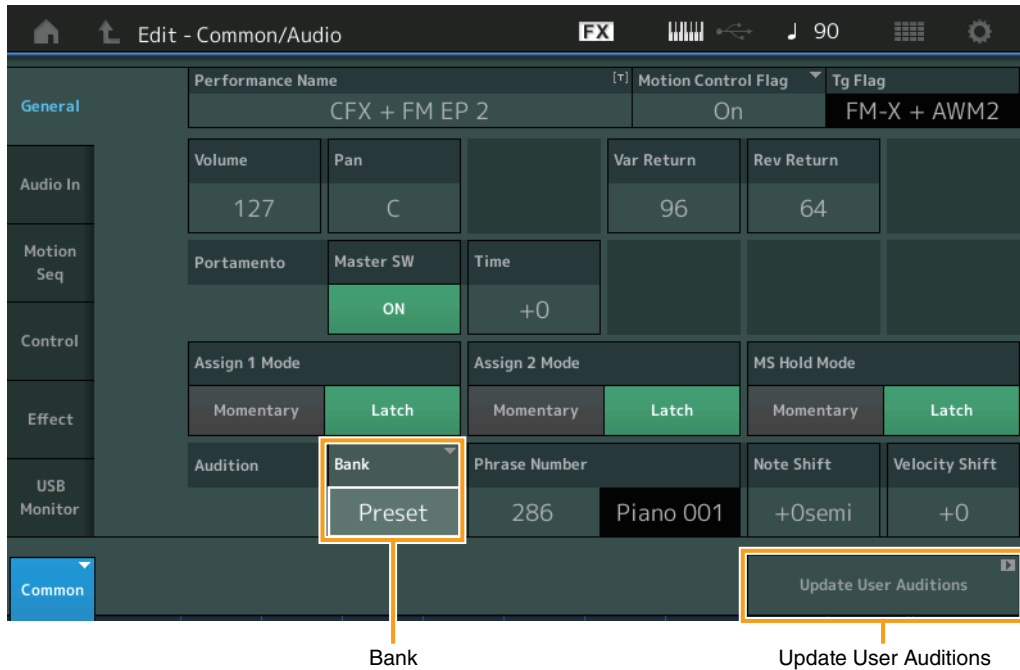 Edit - Common/Audio FX 90
General
Performance Name [T] Motion Control Flag Tg Flag
CFX + FM EP 2 On FM-X + AWM2
Audio In
Volume Pan Var Return Rev Return
127 C 96 64
Motion
Seq
Portamento Master SW Time
ON +0
Control
Assign 1 Mode Assign 2 Mode MS Hold Mode
Momentary Latch Momentary Latch Momentary Latch
Effect
Audition Bank Phrase Number Note Shift Velocity Shift
Preset 286 Piano 001 +0semi +0
USB
Monitor
Common Update User Auditions
Bank Update User Auditions